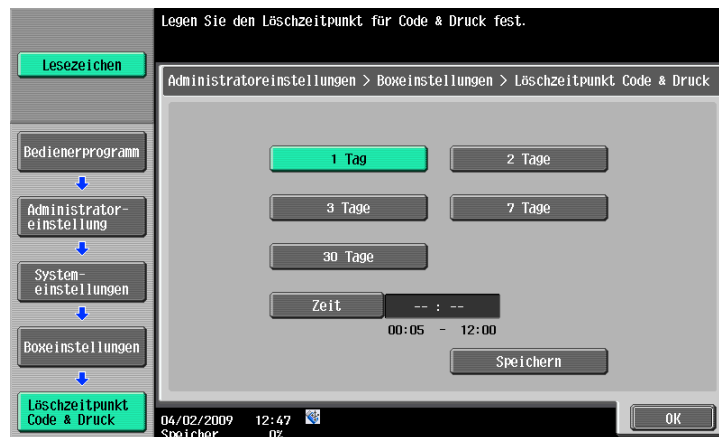 Legen Sie den Löschzeitpunkt für Code & Druck fest.
Lesezeichen
Administratoreinstellungen > Boxeinstellungen > Löschzeitpunkt Code & Druck
Bedienerprogramm
1 Tag
2 Tage
Administrator-
einstellung
3 Tage
7 Tage
30 Tage
System-
einstellungen
Zeit
-- : --
00:05 - 12:00
Boxeinstellungen
Speichern
Löschzeitpunkt
Code & Druck
04/02/2009 12:47
Speicher 0%
OK